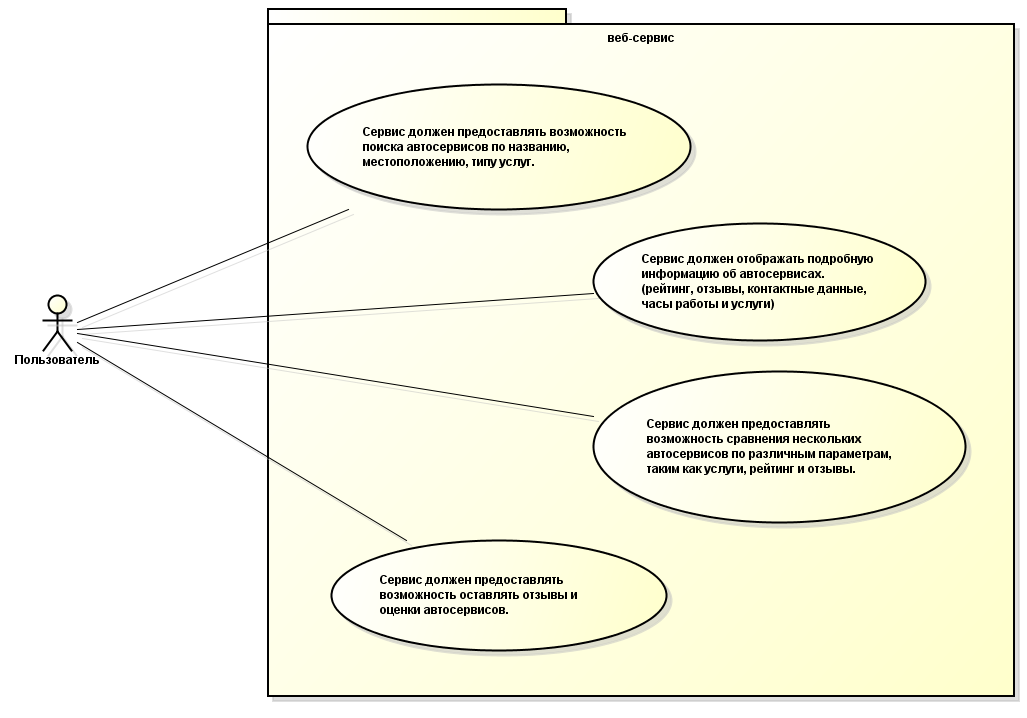 веб-сервис
Сервис должен предоставлять возможность
поиска автосервисов по названию,
местоположению, типу услуг.
Сервис должен отображать подробную
информацию об автосервисах.
(рейтинг, отзывы, контактные данные,
часы работы и услуги)
Пользователь
Сервис должен предоставлять
возможность сравнения нескольких
автосервисов по различным параметрам,
таким как услуги, рейтинг и отзывы.
Сервис должен предоставлять
возможность оставлять отзывы и
оценки автосервисов.